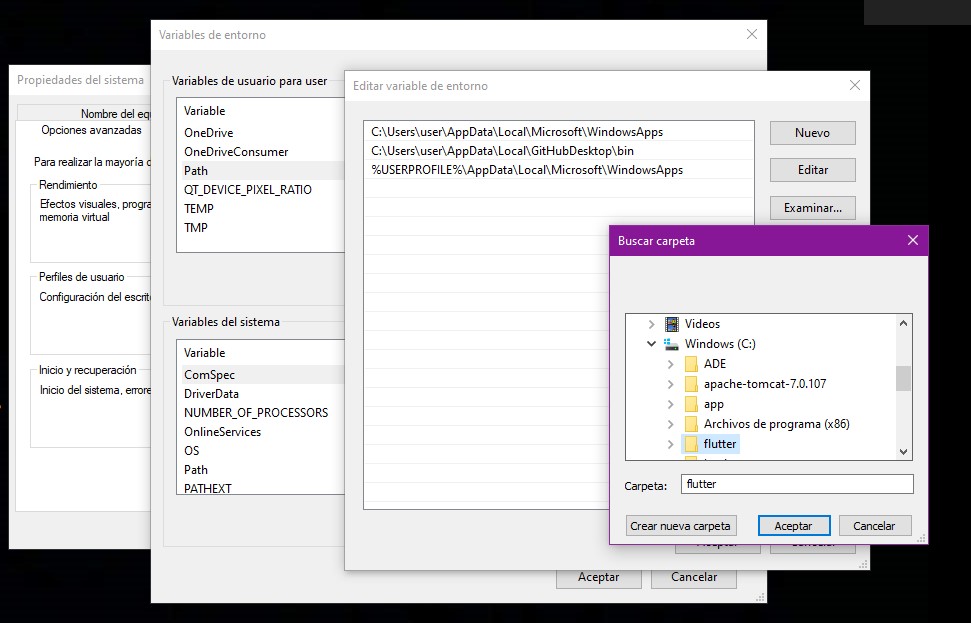 Variables de entorno
Propiedades del sistema
Nombre del equ
Opciones avanzadas
Para realizar la mayoría d
Rendimiento
Efectos visuales, progra
memoria virtual
Perfiles de usuario
Configuración del escrito
Inicio y recuperación
Inicio del sistema, errore
Variables de usuario para user
Variable
OneDrive
OneDriveConsumer
Path
QT_DEVICE_PIXEL_RATIO
TEMP
TMP
Variables del sistema
Variable
ComSpec
DriverData
NUMBER_OF_PROCESSORS
OnlineServices
OS
Path
PATHEXT
Aceptar
Cancelar
Editar variable de entorno
C:\Users\user\AppData\Local\Microsoft\WindowsApps
C:\Users\user\AppData\Local\GitHubDesktop\bin
%USERPROFILE%\AppData\Local\Microsoft\WindowsApps
Nuevo
Editar
Examinar...
Buscar carpeta
Videos
Windows (C:)
ADE
apache-tomcat-7.0.107
app
Archivos de programa (x86)
flutter
Carpeta:
flutter
Crear nueva carpeta
Aceptar
Cancelar